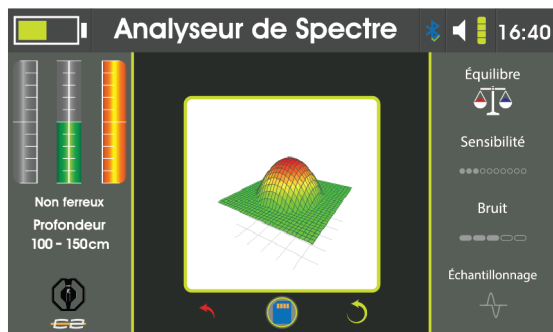 Analyseur de Spectre
16:40
Non ferreux
Profondeur
100 - 150cm
Équilibre
Sensibilité
Bruit
Échantillonnage